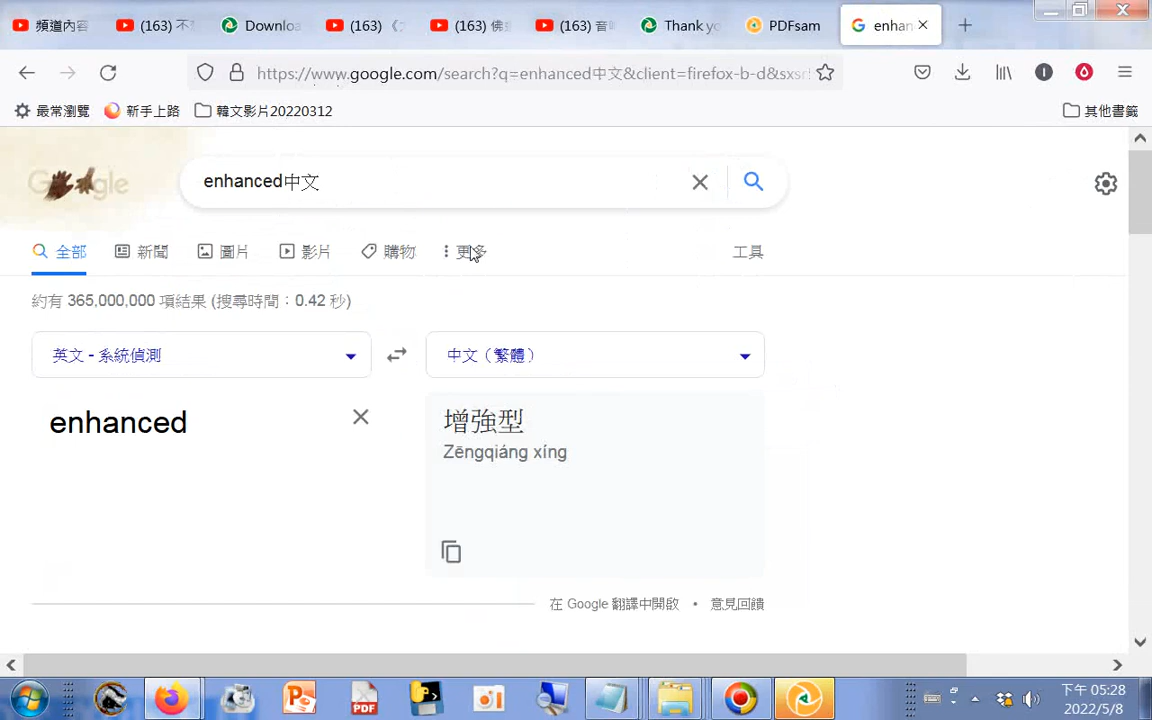 頻道內容
(163) 不
Downloa
(163) 《
(163) 佛
(163) 音
Thank yo
PDFsam
enhan
https://www.google.com/search?q=enhanced中文&client=firefox-b-d&sxsr
最常瀏覽
新手上路
韓文影片20220312
其他書籤
Google
enhanced中文
全部
新聞
圖片
影片
購物
更多
工具
約有 365,000,000 項結果 (搜尋時間：0.42 秒)
英文 - 系統偵測
中文（繁體）
enhanced
增強型
Zēngqiáng xíng
在 Google 翻譯中開啟 • 意見回饋
下午 05:28
2022/5/8